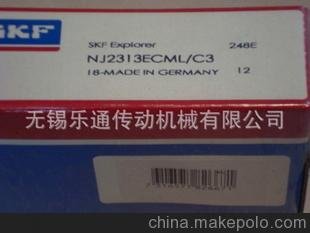 SKF
SKF Explorer 248E
NJ2313ECML/C3
18-MADE IN GERMANY 12
无锡乐通传动机械有限公司
china.makepolo.com